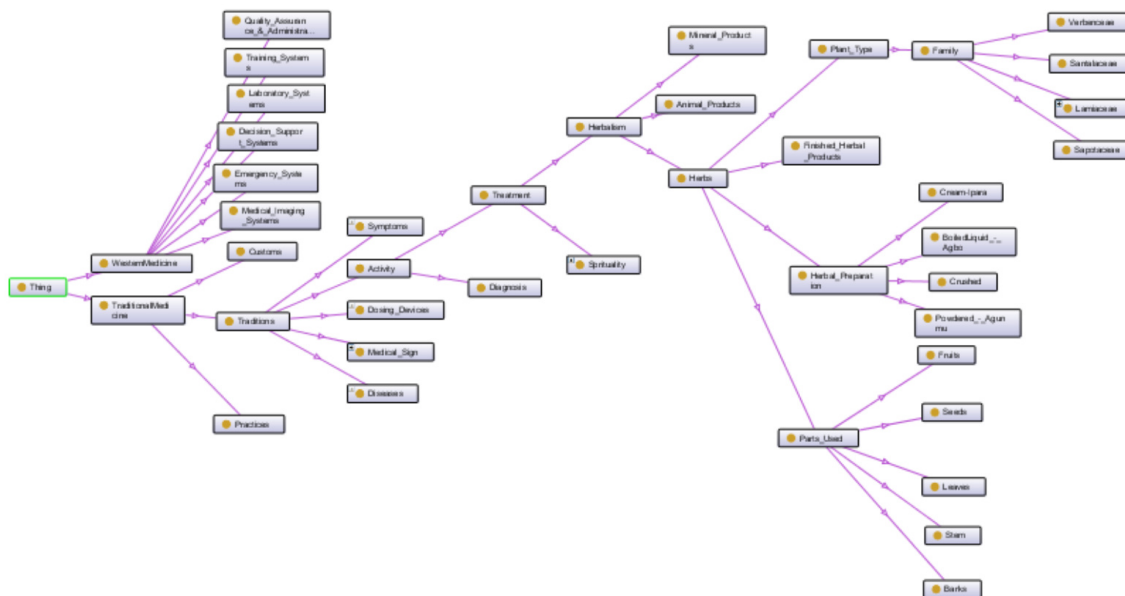 Quality_Assuran
ce_&_Administra...
Training_System
s
Laboratory_Syst
ems
Decision_Suppor
t_Systems
Emergency_Syste
ms
Medical_Imaging
_Systems
Customs
WesternMedicine
Thing
TraditionalMedi
cine
Traditions
Practices
Symptoms
Activity
Dosing_Devices
Medical_Sign
Diseases
Treatment
Diagnosis
Herbalism
Sprituality
Mineral_Product
s
Animal_Products
Herbs
Plant_Type
Family
Verbenceae
Santalaceae
Lamiaceae
Sapotaceae
Finished_Herbal
_Products
Herbal_Preparat
ion
Cream-Ipara
BoiledLiquid_-_
Agbo
Crushed
Powdered_-_Agun
mu
Parts_Used
Fruits
Seeds
Leaves
Stem
Barks